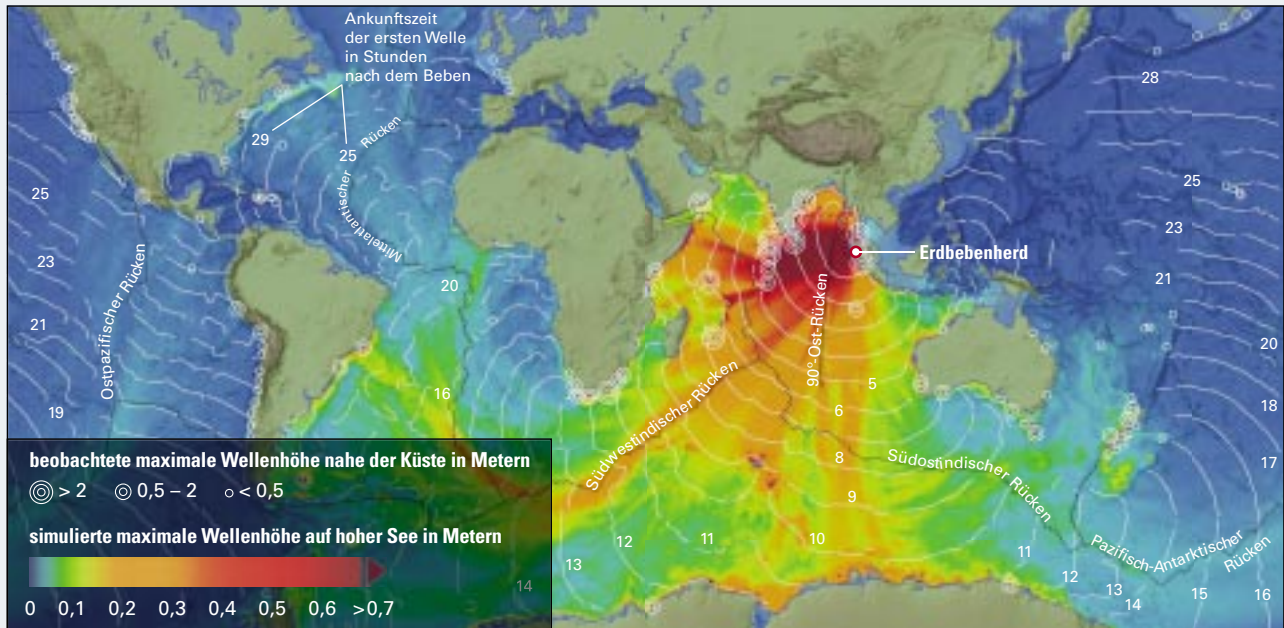 Ankunftszeit
der ersten Welle
in Stunden
nach dem Beben
29
25
Mittelatlantischer Rücken
28
25
25
23
23
21
21
20
20
19
18
17
16
Ostpazifischer Rücken
Erdbebenherd
90°-Ost-Rücken
5
6
8
9
10
11
12
13
14
Südwestindischer Rücken
Südostindischer Rücken
11
12
13
14
15
16
Pazifisch-Antarktischer Rücken
beobachtete maximale Wellenhöhe nahe der Küste in Metern
> 2 0,5 – 2 < 0,5
simulierte maximale Wellenhöhe auf hoher See in Metern
0 0,1 0,2 0,3 0,4 0,5 0,6 >0,7